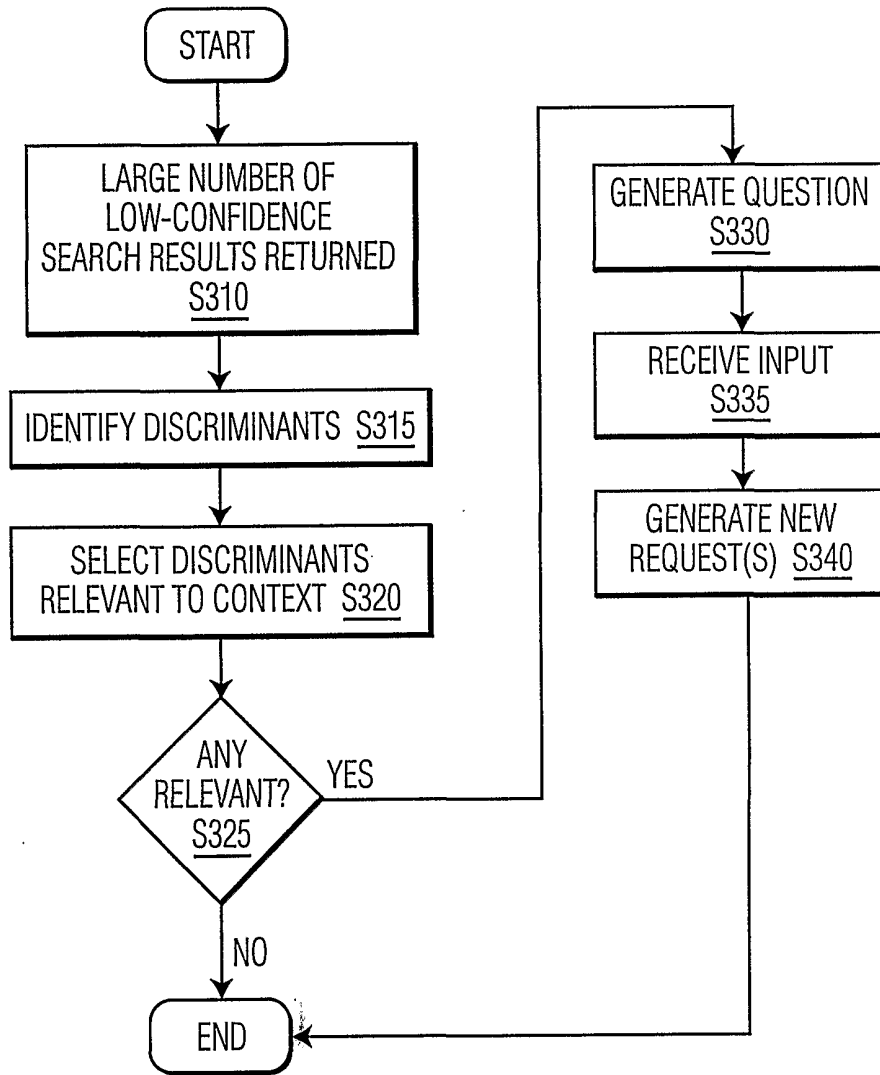 START
LARGE NUMBER OF
LOW-CONFIDENCE
SEARCH RESULTS RETURNED
S310
IDENTIFY DISCRIMINANTS S315
SELECT DISCRIMINANTS
RELEVANT TO CONTEXT S320
ANY
RELEVANT?
S325
YES
NO
END
GENERATE QUESTION
S330
RECEIVE INPUT
S335
GENERATE NEW
REQUEST(S) S340